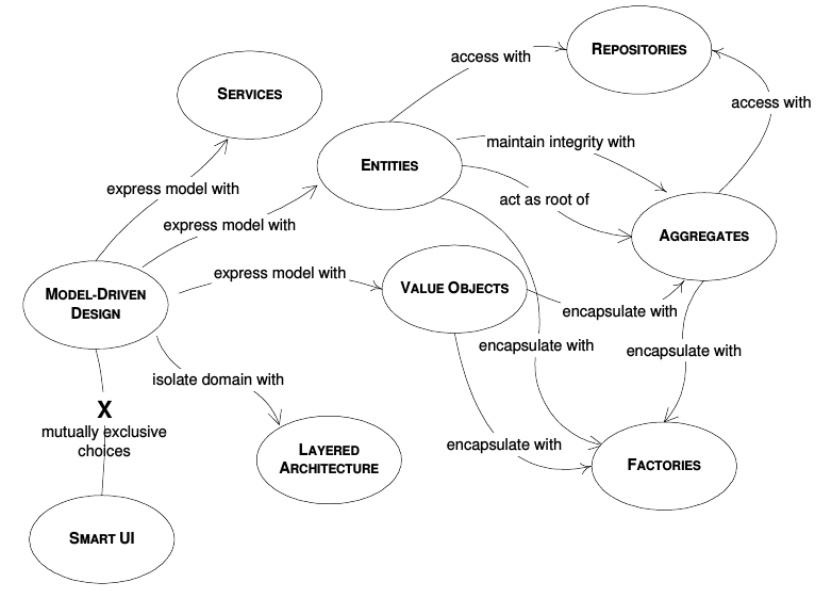 REPOSITORIES
access with
SERVICES
access with
maintain integrity with
ENTITIES
express model with
act as root of
express model with
AGGREGATES
express model with
VALUE OBJECTS
MODEL-DRIVEN
DESIGN
encapsulate with
encapsulate with
encapsulate with
isolate domain with
X
mutually exclusive
choices
encapsulate with
LAYERED
ARCHITECTURE
FACTORIES
SMART UI